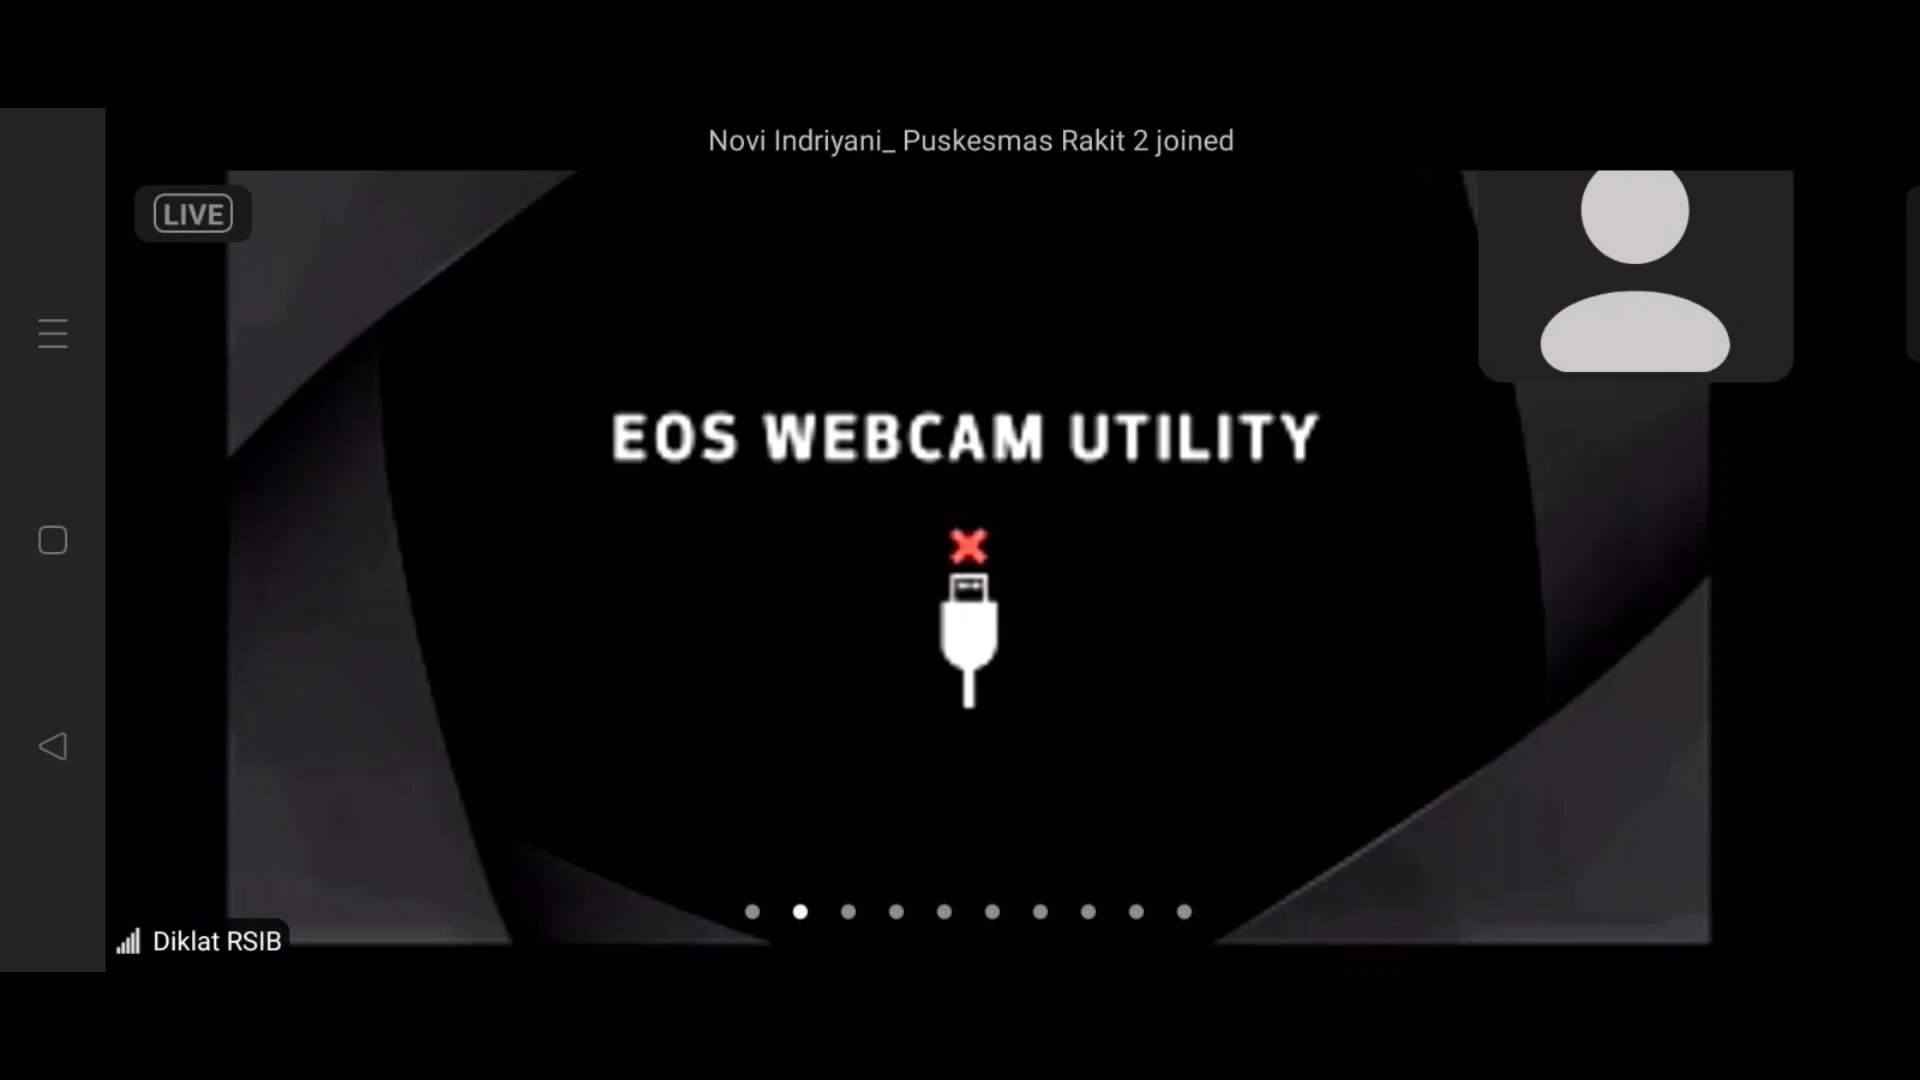 Novi Indriyani_ Puskesmas Rakit 2 joined
LIVE
EOS WEBCAM UTILITY
Diklat RSIB